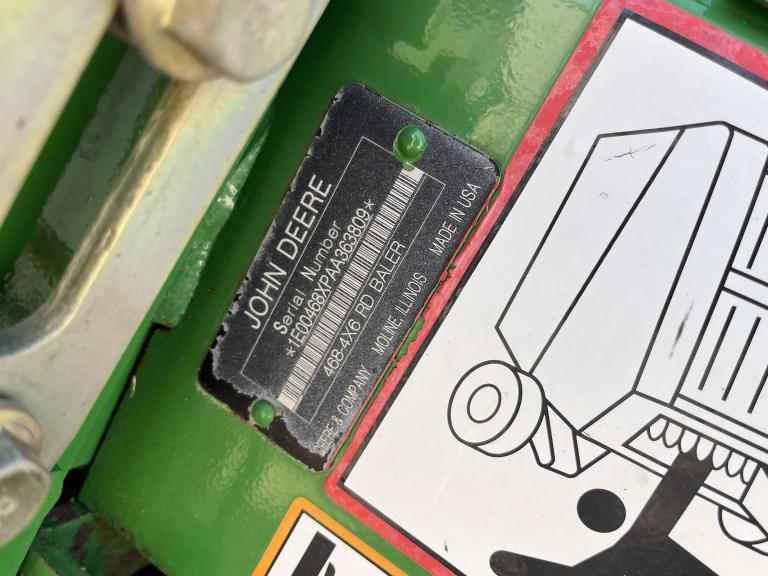 JOHN DEERE
Serial Number
*1E00468XPAA363809*
468-4X6 RD BALER
DEERE & COMPANY MOLINE, ILLINOIS MADE IN USA